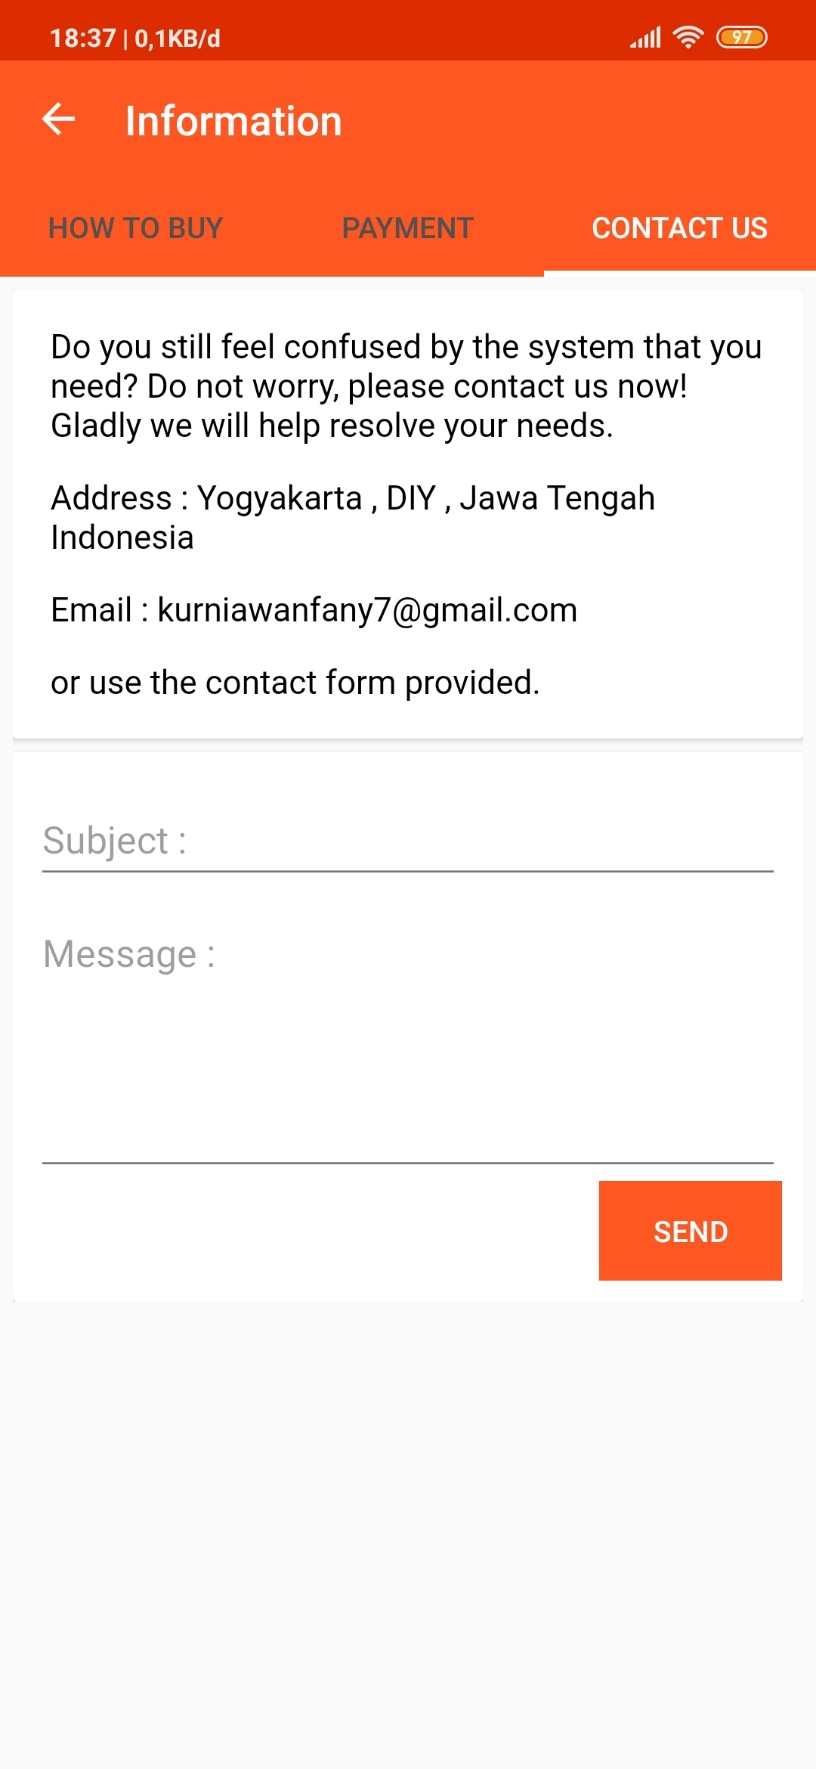 18:37 | 0,1KB/d
97
Information
HOW TO BUY
PAYMENT
CONTACT US
Do you still feel confused by the system that you
need? Do not worry, please contact us now!
Gladly we will help resolve your needs.
Address : Yogyakarta , DIY , Jawa Tengah
Indonesia
Email : kurniawanfany7@gmail.com
or use the contact form provided.
Subject :
Message :
SEND